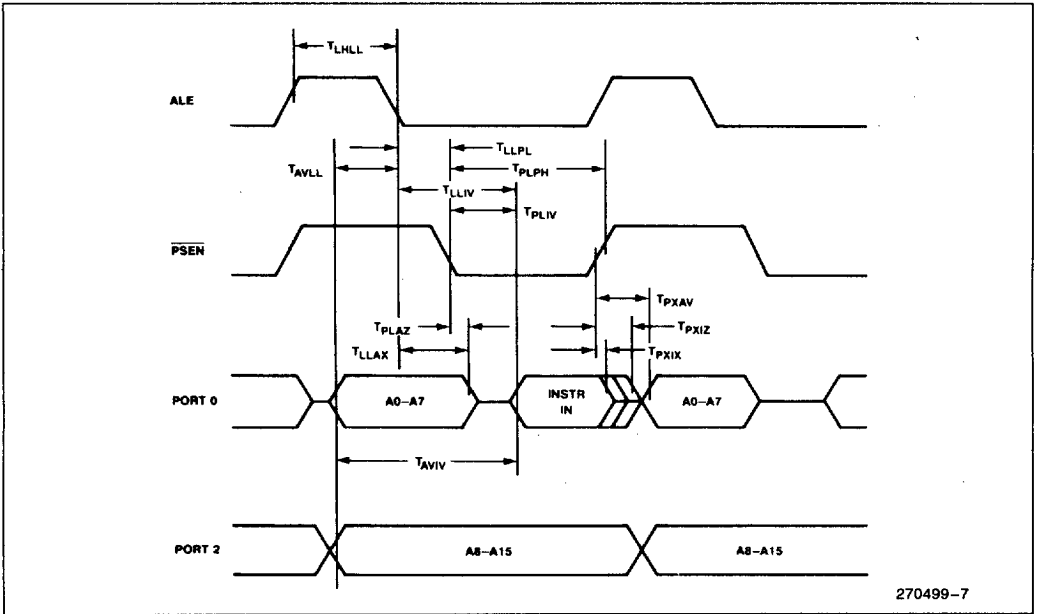 TLHLL
ALE
TLLPL
TAVLL
TPLPH
TLLIV
TPLIV
PSEN
TPXAV
TPLAZ
TPXIZ
TLLAX
TPXIX
PORT 0
A0–A7
INSTR
IN
A0–A7
TAVIV
PORT 2
A8–A15
A8–A15
270499–7